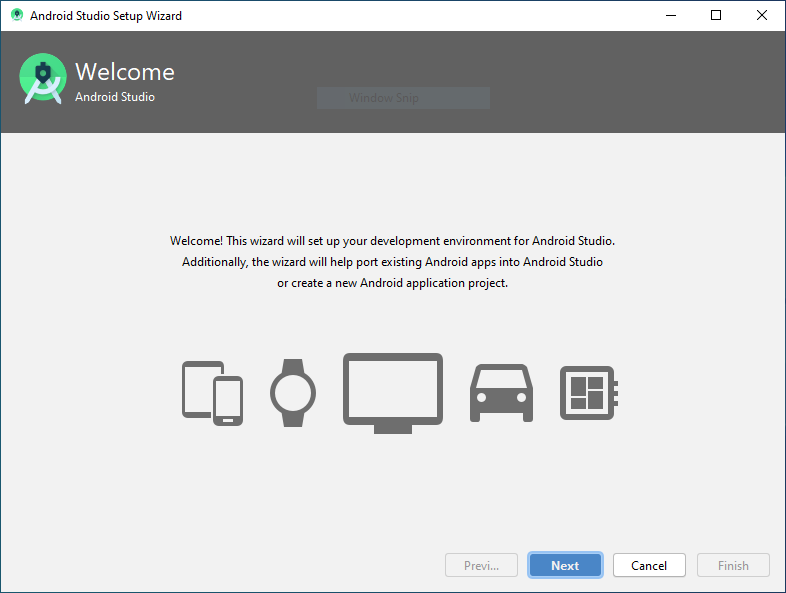 Android Studio Setup Wizard
Welcome
Android Studio
Window Snip
Welcome! This wizard will set up your development environment for Android Studio.
Additionally, the wizard will help port existing Android apps into Android Studio
or create a new Android application project.
Previ...
Next
Cancel
Finish